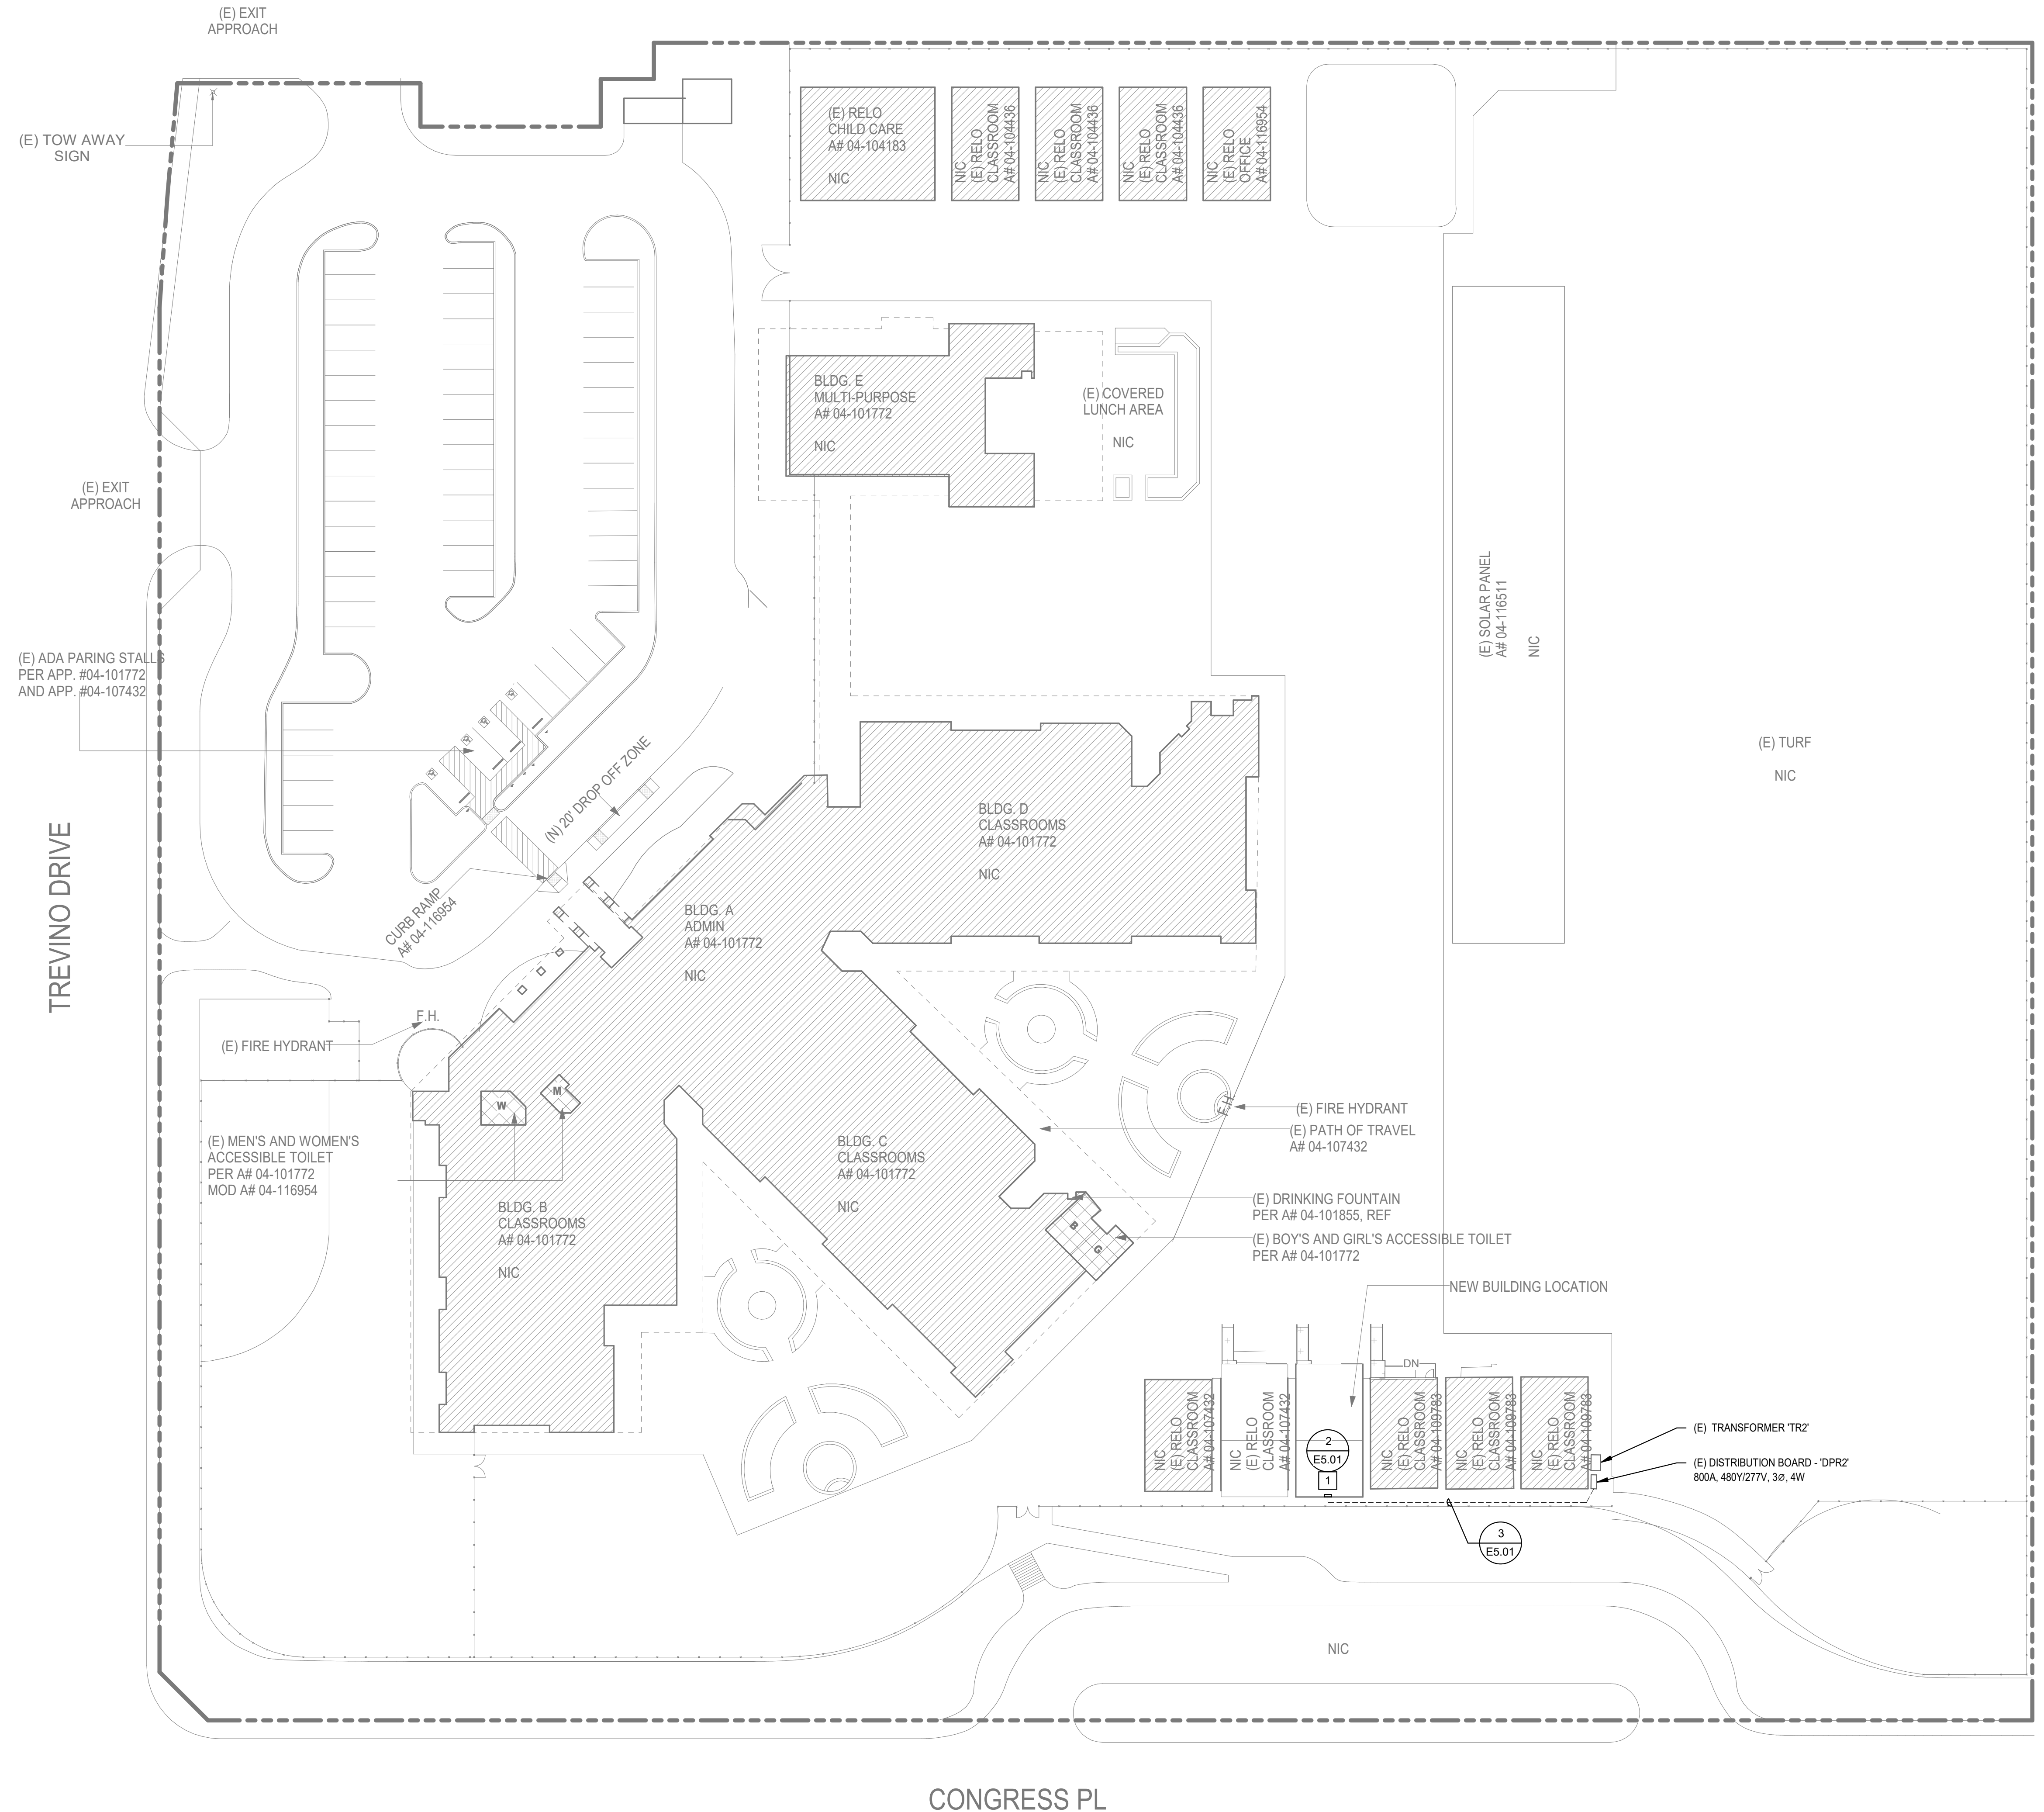 (E) EXIT
APPROACH
(E) TOW AWAY
SIGN
(E) RELO
CHILD CARE
A# 04-104183
NIC
NIC
(E) RELO
CLASSROOM
A# 04-104436
NIC
(E) RELO
CLASSROOM
A# 04-104436
NIC
(E) RELO
CLASSROOM
A# 04-104436
NIC
(E) RELO
OFFICE
A# 04-116954
BLDG. E
MULTI-PURPOSE
A# 04-101772
NIC
(E) COVERED
LUNCH AREA
NIC
(E) EXIT
APPROACH
(E) SOLAR PANEL
A# 04-116511
NIC
(E) ADA PARING STALLS
PER APP. #04-101772
AND APP. #04-107432
(E) TURF
NIC
(N) 20' DROP OFF ZONE
TREVINO DRIVE
BLDG. D
CLASSROOMS
A# 04-101772
NIC
CURB RAMP
A# 04-116954
BLDG. A
ADMIN
A# 04-101772
NIC
F.H.
(E) FIRE HYDRANT
W
M
F.H.
(E) FIRE HYDRANT
(E) PATH OF TRAVEL
A# 04-107432
(E) MEN'S AND WOMEN'S
ACCESSIBLE TOILET
PER A# 04-101772
MOD A# 04-116954
BLDG. C
CLASSROOMS
A# 04-101772
NIC
(E) DRINKING FOUNTAIN
PER A# 04-101855, REF
BLDG. B
CLASSROOMS
A# 04-101772
NIC
B
G
(E) BOY'S AND GIRL'S ACCESSIBLE TOILET
PER A# 04-101772
NEW BUILDING LOCATION
DN
NIC
(E) RELO
CLASSROOM
A# 04-107432
NIC
(E) RELO
CLASSROOM
A# 04-107432
2
E5.01
1
NIC
(E) RELO
CLASSROOM
A# 04-109783
NIC
(E) RELO
CLASSROOM
A# 04-109783
NIC
(E) RELO
CLASSROOM
A# 04-109783
(E) TRANSFORMER 'TR2'
(E) DISTRIBUTION BOARD - 'DPR2'
800A, 480Y/277V, 3Ø, 4W
3
E5.01
NIC
CONGRESS PL